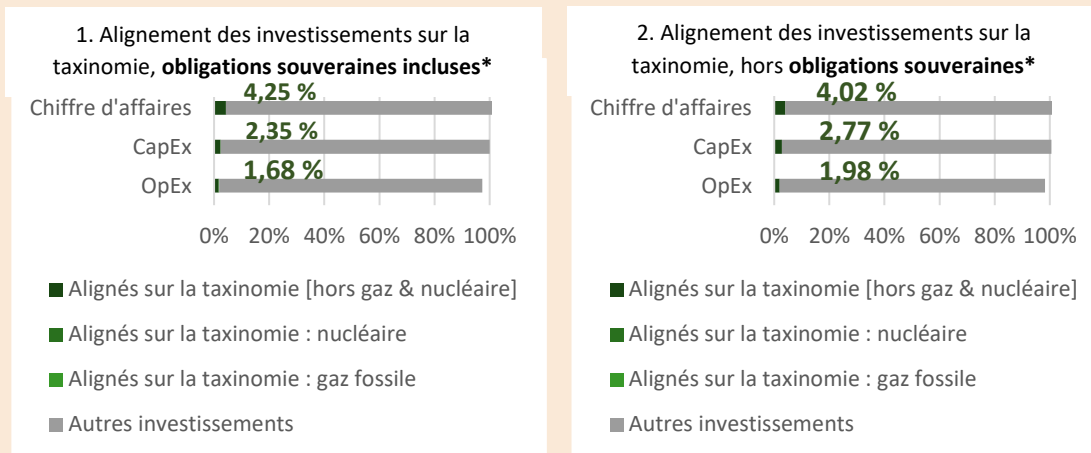 1. Alignement des investissements sur la
taxinomie, obligations souveraines incluses*
Chiffre d'affaires
4,25 %
CapEx
2,35 %
OpEx
1,68 %
0% 20% 40% 60% 80% 100%
Alignés sur la taxinomie [hors gaz & nucléaire]
Alignés sur la taxinomie : nucléaire
Alignés sur la taxinomie : gaz fossile
Autres investissements
2. Alignement des investissements sur la
taxinomie, hors obligations souveraines*
Chiffre d'affaires
4,02 %
CapEx
2,77 %
OpEx
1,98 %
0% 20% 40% 60% 80% 100%
Alignés sur la taxinomie [hors gaz & nucléaire]
Alignés sur la taxinomie : nucléaire
Alignés sur la taxinomie : gaz fossile
Autres investissements